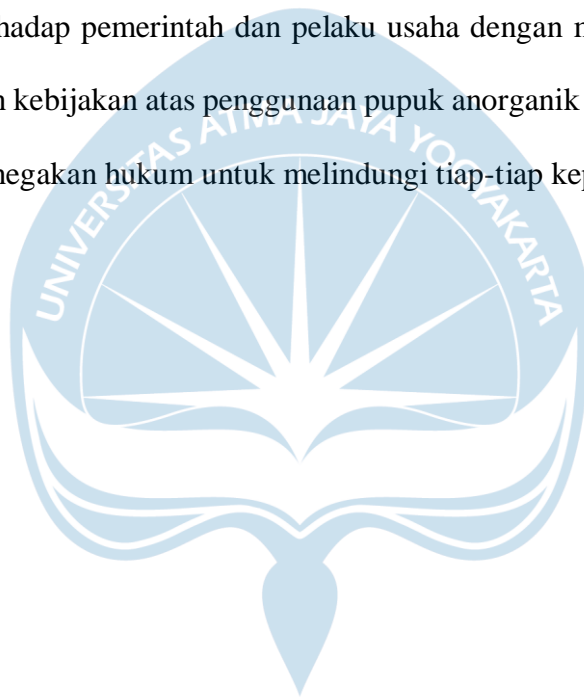 hadap pemerintah dan pelaku usaha dengan
kebijakan atas penggunaan pupuk anorganik
negakan hukum untuk melindungi tiap-tiap
UNIVERSITAS ATMA JAYA YOGYAKARTA